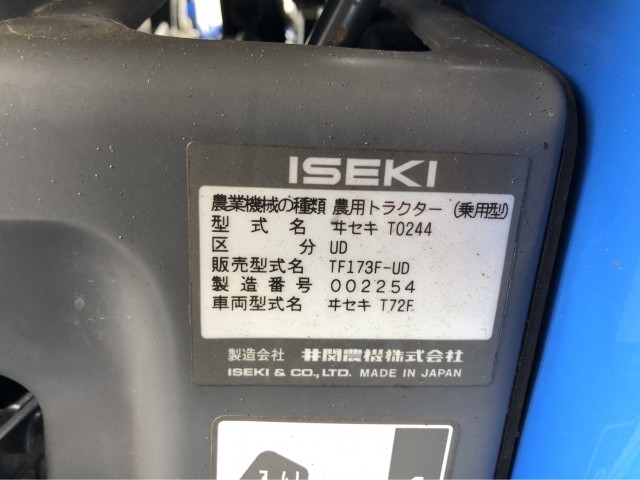 ISEKI
農業機械の種類 農用トラクター (乗用型)
型式名 ヰセキ TO244
区分 UD
販売型式名 TF173F-UD
製造番号 002254
車両型式名 ヰセキ T72F
製造会社 井関農機株式会社
ISEKI & CO., LTD. MADE IN JAPAN